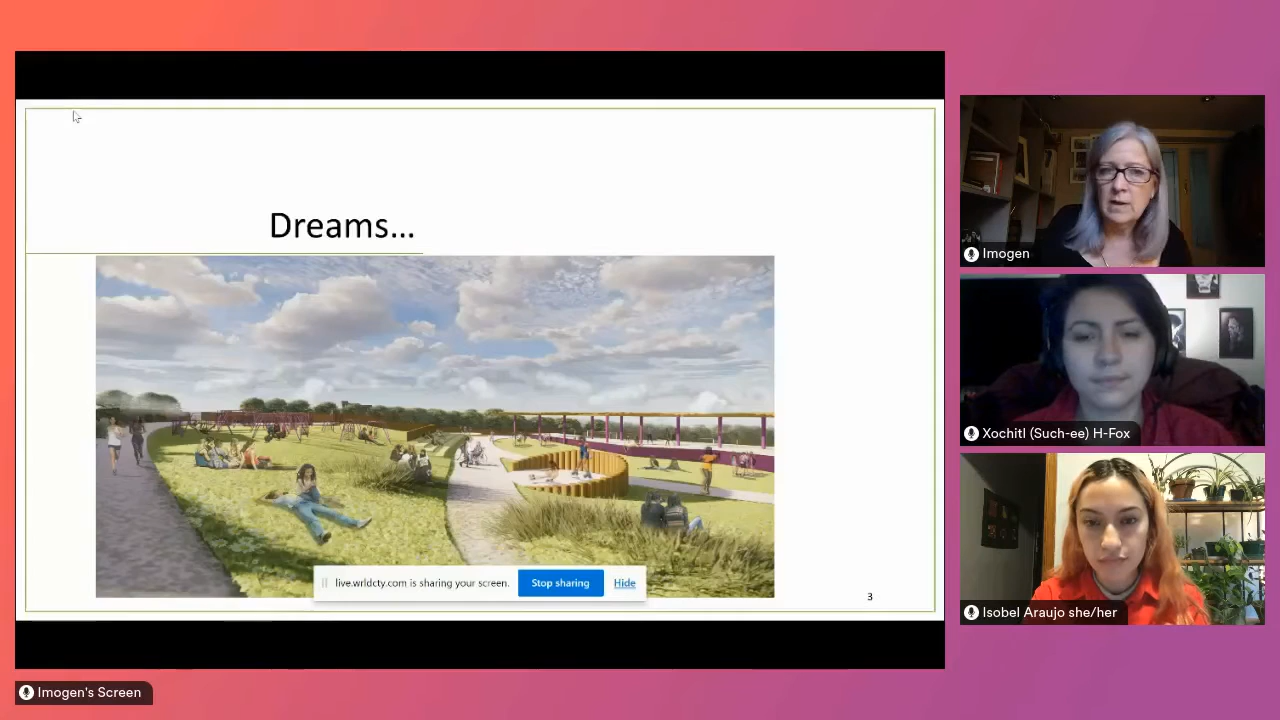 Dreams...
live.wrldcty.com is sharing your screen.
Stop sharing
Hide
3
Imogen
Xochitl (Such-ee) H-Fox
Isobel Araujo she/her
Imogen's Screen